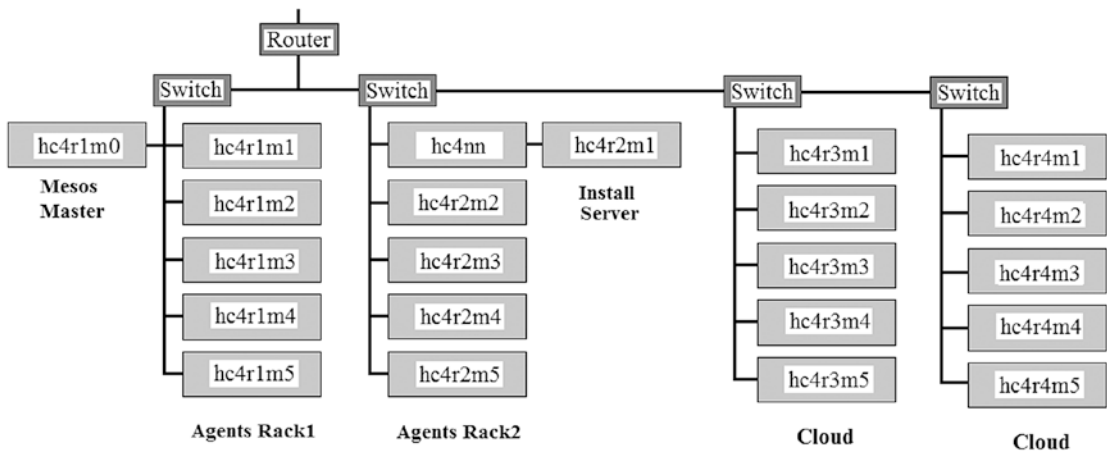 Router
Switch
Switch
Switch
Switch
hc4r1m0
hc4r1m1
hc4nn
hc4r2m1
hc4r3m1
hc4r4m1
Mesos
Master
Install
Server
hc4r1m2
hc4r2m2
hc4r3m2
hc4r4m2
hc4r1m3
hc4r2m3
hc4r3m3
hc4r4m3
hc4r1m4
hc4r2m4
hc4r3m4
hc4r4m4
hc4r1m5
hc4r2m5
hc4r3m5
hc4r4m5
Agents Rack1
Agents Rack2
Cloud
Cloud